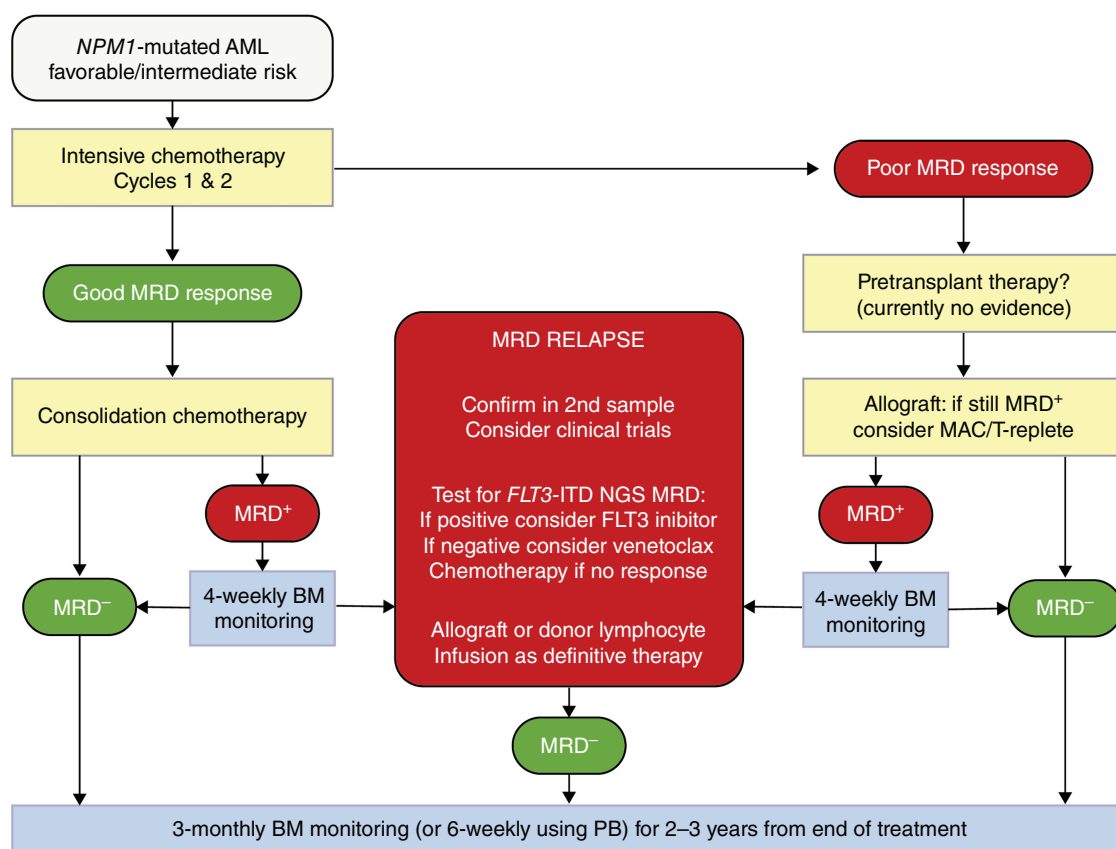 NPM1-mutated AML
favorable/intermediate risk
Intensive chemotherapy
Cycles 1 & 2
Poor MRD response
Good MRD response
Pretransplant therapy?
(currently no evidence)
MRD RELAPSE
Confirm in 2nd sample
Consider clinical trials
Test for FLT3-ITD NGS MRD:
If positive consider FLT3 inibitor
If negative consider venetoclax
Chemotherapy if no response
Allograft or donor lymphocyte
Infusion as definitive therapy
Consolidation chemotherapy
Allograft: if still MRD⁺
consider MAC/T-replete
MRD⁺
MRD⁺
MRD⁻
4-weekly BM
monitoring
4-weekly BM
monitoring
MRD⁻
MRD⁻
3-monthly BM monitoring (or 6-weekly using PB) for 2–3 years from end of treatment